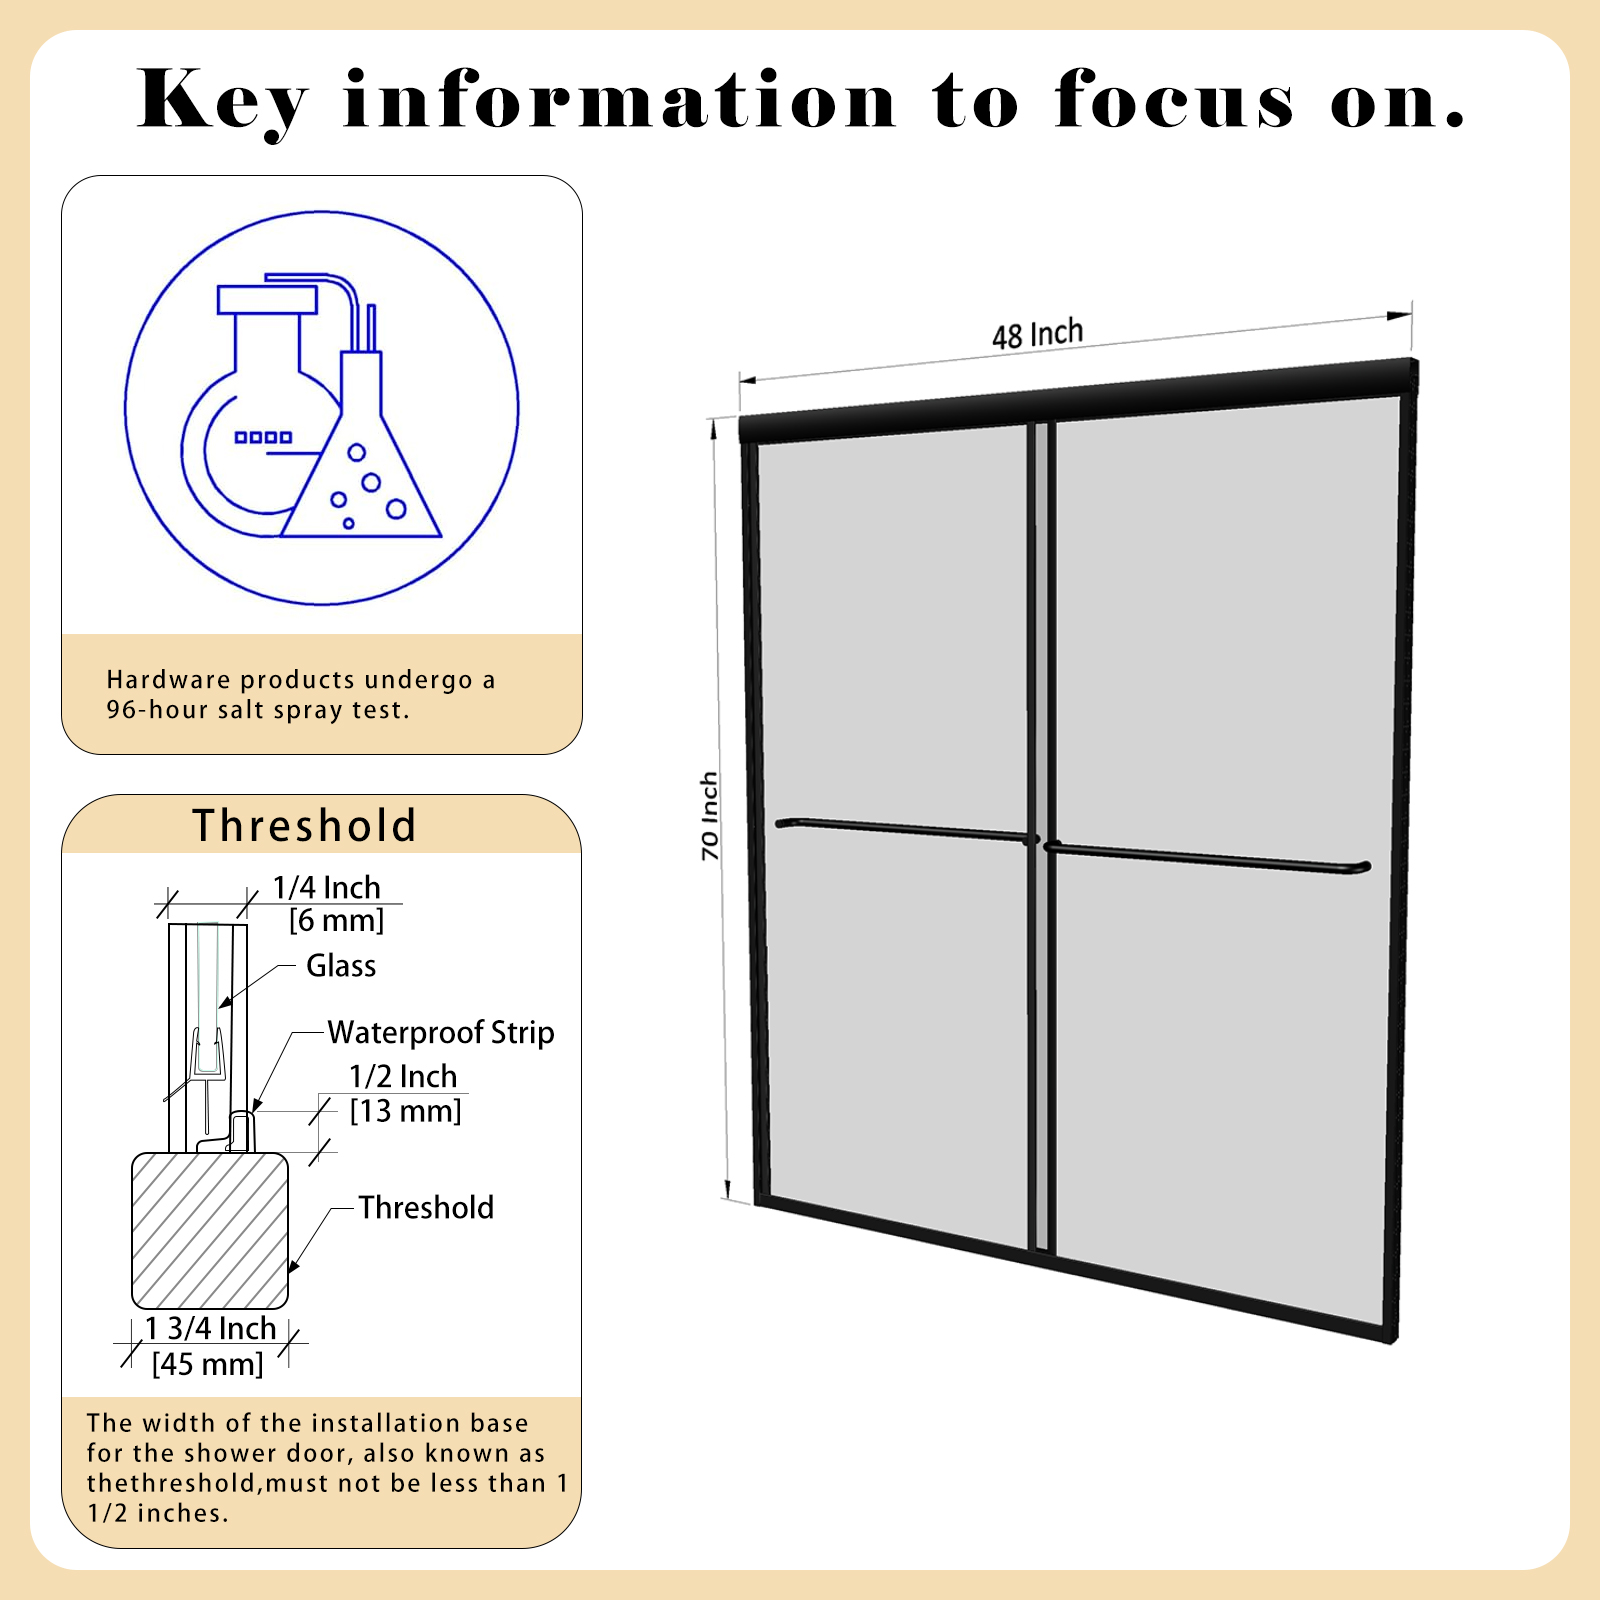 Key information to focus on.
Hardware products undergo a
96-hour salt spray test.
Threshold
1/4 Inch
[6 mm]
Glass
Waterproof Strip
1/2 Inch
[13 mm]
Threshold
1 3/4 Inch
[45 mm]
The width of the installation base
for the shower door, also known as
thethreshold,must not be less than 1
1/2 inches.
48 Inch
70 Inch